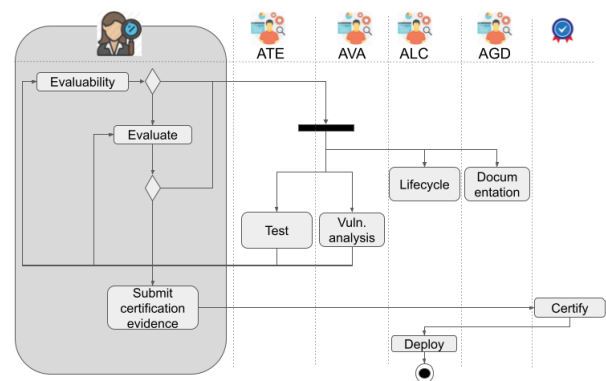 ATE
AVA
ALC
AGD
Evaluability
Evaluate
Lifecycle
Docum
entation
Test
Vuln.
analysis
Submit
certification
evidence
Certify
Deploy